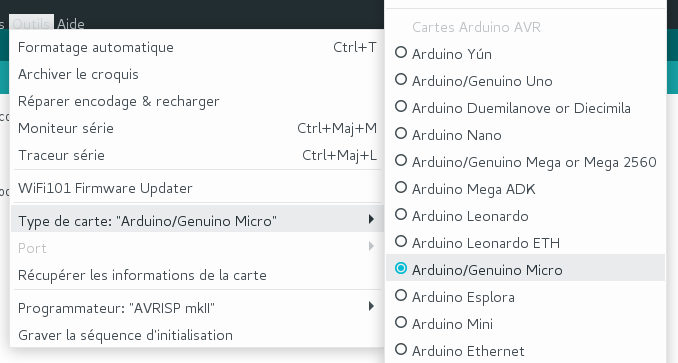 Outils Aide
Formatage automatique Ctrl+T
Archiver le croquis
Réparer encodage & recharger
Moniteur série Ctrl+Maj+M
Traceur série Ctrl+Maj+L
WiFi101 Firmware Updater
Type de carte: "Arduino/Genuino Micro"
Port
Récupérer les informations de la carte
Programmateur: "AVRISP mkII"
Graver la séquence d'initialisation
Cartes Arduino AVR
Arduino Yún
Arduino/Genuino Uno
Arduino Duemilanove or Diecimila
Arduino Nano
Arduino/Genuino Mega or Mega 2560
Arduino Mega ADK
Arduino Leonardo
Arduino Leonardo ETH
Arduino/Genuino Micro
Arduino Esplora
Arduino Mini
Arduino Ethernet